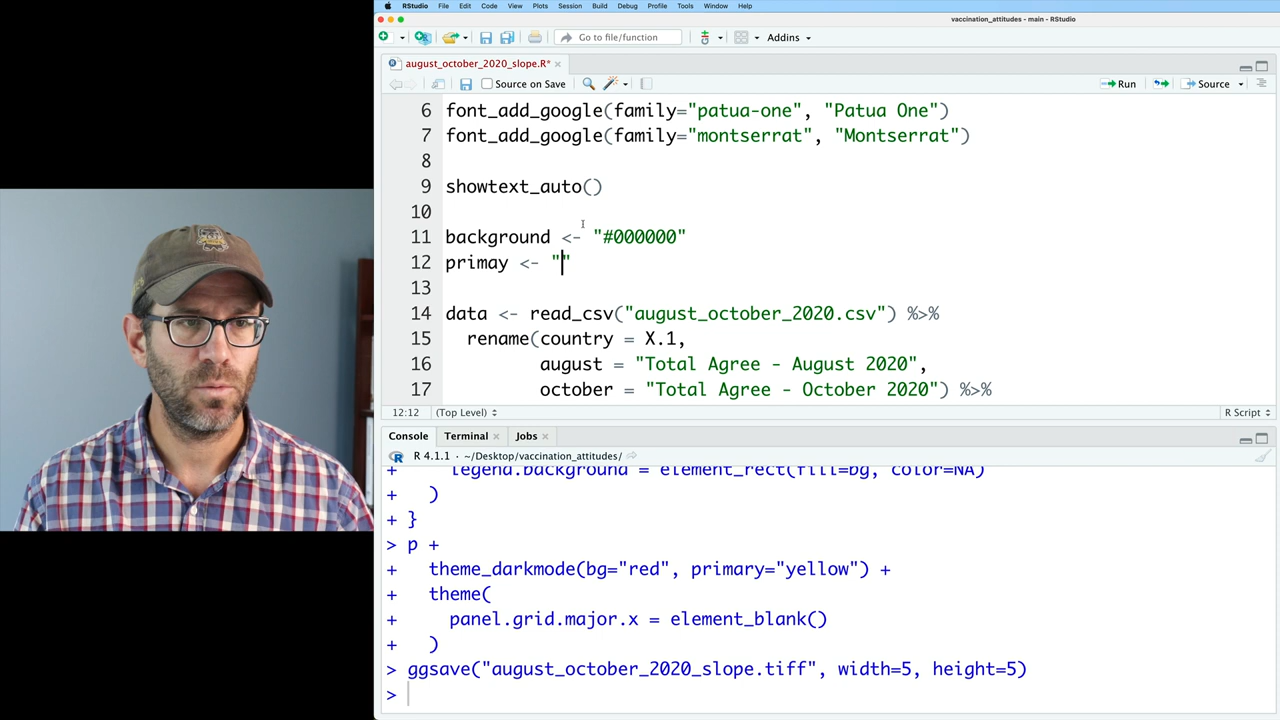 RStudio File Edit Code View Plots Session Build Debug Profile Tools Window Help
vaccination_attitudes - main - RStudio
Go to file/function Addins
august_october_2020_slope.R*
Source on Save Run Source
6 font_add_google(family="patua-one", "Patua One")
7 font_add_google(family="montserrat", "Montserrat")
8
9 showtext_auto()
10
11 background <- "#000000"
12 primay <- ""
13
14 data <- read_csv("august_october_2020.csv") %>%
15 rename(country = X.1,
16 august = "Total Agree - August 2020",
17 october = "Total Agree - October 2020") %>%
12:12 (Top Level) R Script
Console Terminal Jobs
R 4.1.1 · ~/Desktop/vaccination_attitudes/
+ legend.background = element_rect(fill=bg, color=NA)
+ )
+ }
> p +
+ theme_darkmode(bg="red", primary="yellow") +
+ theme(
+ panel.grid.major.x = element_blank()
+ )
> ggsave("august_october_2020_slope.tiff", width=5, height=5)
>